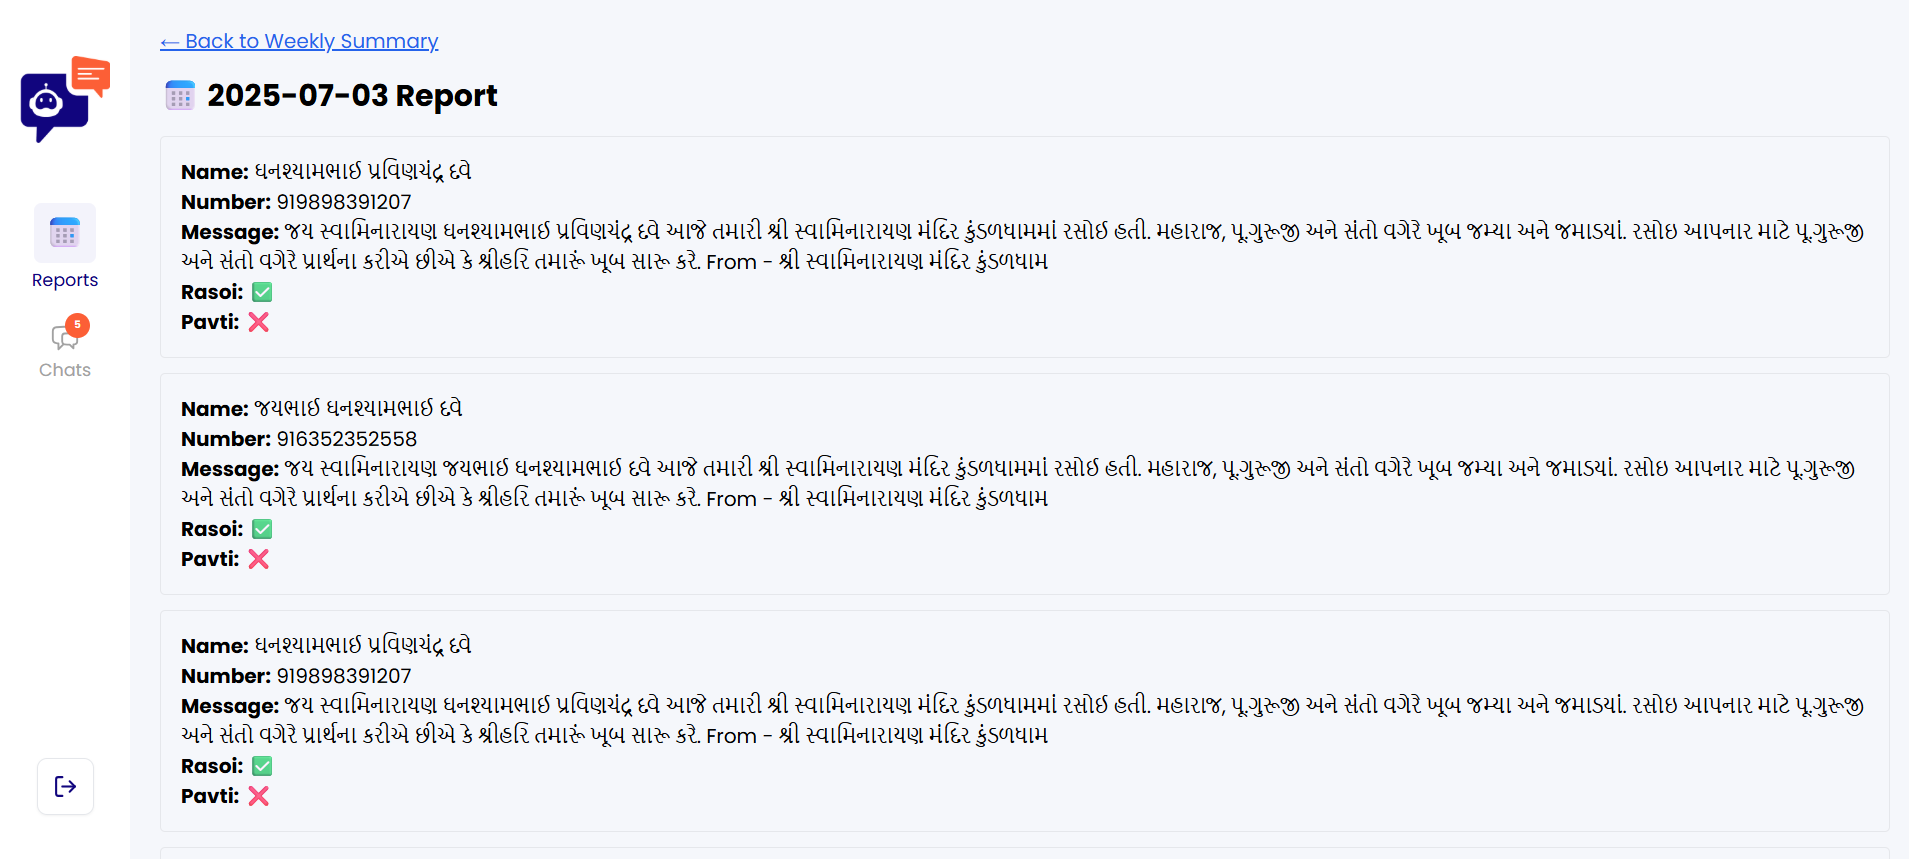 ← Back to Weekly Summary
2025-07-03 Report
Name: ઘનશ્યામભાઈ પ્રવિણચંદ્ર દવે
Number: 919898391207
Message: જય સ્વામિનારાયણ ઘનશ્યામભાઈ પ્રવિણચંદ્ર દવે આજે તમારી શ્રી સ્વામિનારાયણ મંદિર કુંડળધામમાં રસોઈ હતી. મહારાજ, પૂ.ગુરૂજી અને સંતો વગેરે ખૂબ જમ્યા અને જમાડયાં. રસોઇ આપનાર માટે પૂ.ગુરૂજી
અને સંતો વગેરે પ્રાર્થના કરીએ છીએ કે શ્રીહરિ તમારૂં ખૂબ સારૂ કરે. From - શ્રી સ્વામિનારાયણ મંદિર કુંડળધામ
Rasoi: ✅
Pavti: ❌
Reports
5
Chats
Name: જયભાઈ ઘનશ્યામભાઈ દવે
Number: 916352352558
Message: જય સ્વામિનારાયણ જયભાઈ ઘનશ્યામભાઈ દવે આજે તમારી શ્રી સ્વામિનારાયણ મંદિર કુંડળધામમાં રસોઈ હતી. મહારાજ, પૂ.ગુરૂજી અને સંતો વગેરે ખૂબ જમ્યા અને જમાડયાં. રસોઇ આપનાર માટે પૂ.ગુરૂજી
અને સંતો વગેરે પ્રાર્થના કરીએ છીએ કે શ્રીહરિ તમારૂં ખૂબ સારૂ કરે. From - શ્રી સ્વામિનારાયણ મંદિર કુંડળધામ
Rasoi: ✅
Pavti: ❌
Name: ઘનશ્યામભાઈ પ્રવિણચંદ્ર દવે
Number: 919898391207
Message: જય સ્વામિનારાયણ ઘનશ્યામભાઈ પ્રવિણચંદ્ર દવે આજે તમારી શ્રી સ્વામિનારાયણ મંદિર કુંડળધામમાં રસોઈ હતી. મહારાજ, પૂ.ગુરૂજી અને સંતો વગેરે ખૂબ જમ્યા અને જમાડયાં. રસોઇ આપનાર માટે પૂ.ગુરૂજી
અને સંતો વગેરે પ્રાર્થના કરીએ છીએ કે શ્રીહરિ તમારૂં ખૂબ સારૂ કરે. From - શ્રી સ્વામિનારાયણ મંદિર કુંડળધામ
Rasoi: ✅
Pavti: ❌